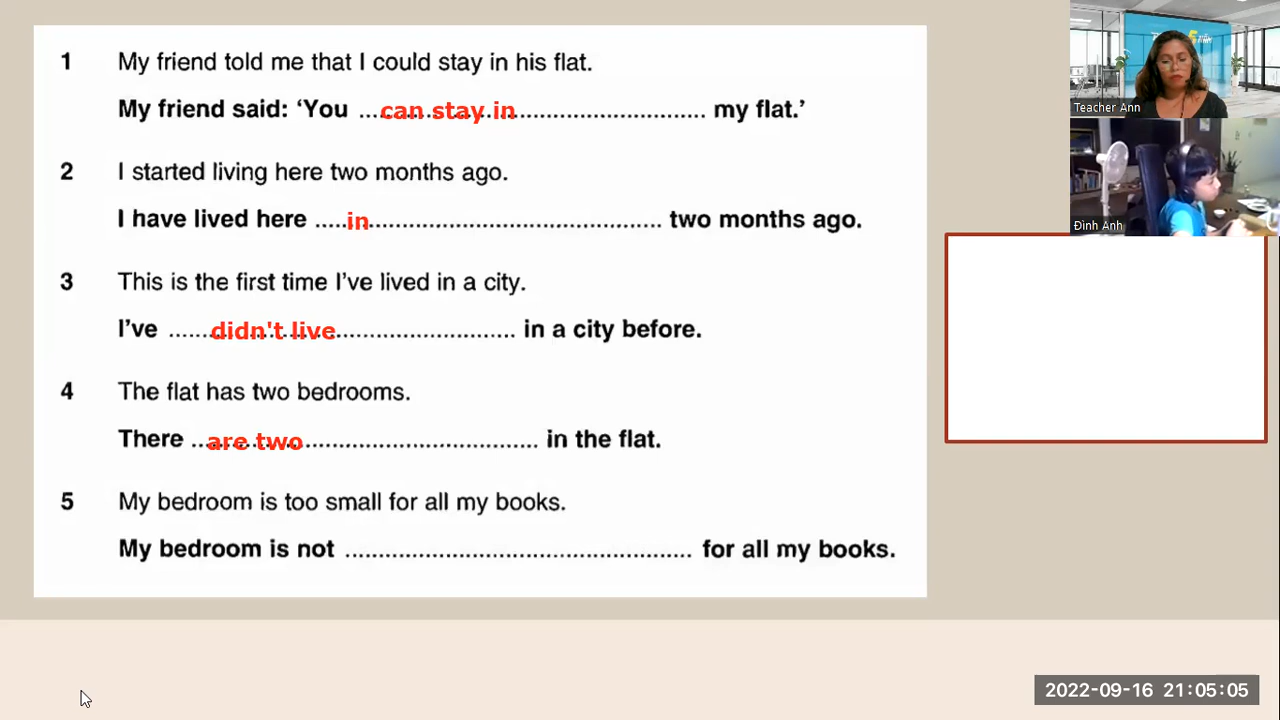 1 My friend told me that I could stay in his flat.
My friend said: ‘You ...can stay in............................ my flat.’
2 I started living here two months ago.
I have lived here .....in............................................ two months ago.
3 This is the first time I’ve lived in a city.
I’ve ......didn't live........................... in a city before.
4 The flat has two bedrooms.
There ..are two................................... in the flat.
5 My bedroom is too small for all my books.
My bedroom is not .................................................... for all my books.
Teacher Ann
Đình Anh
2022-09-16 21:05:05